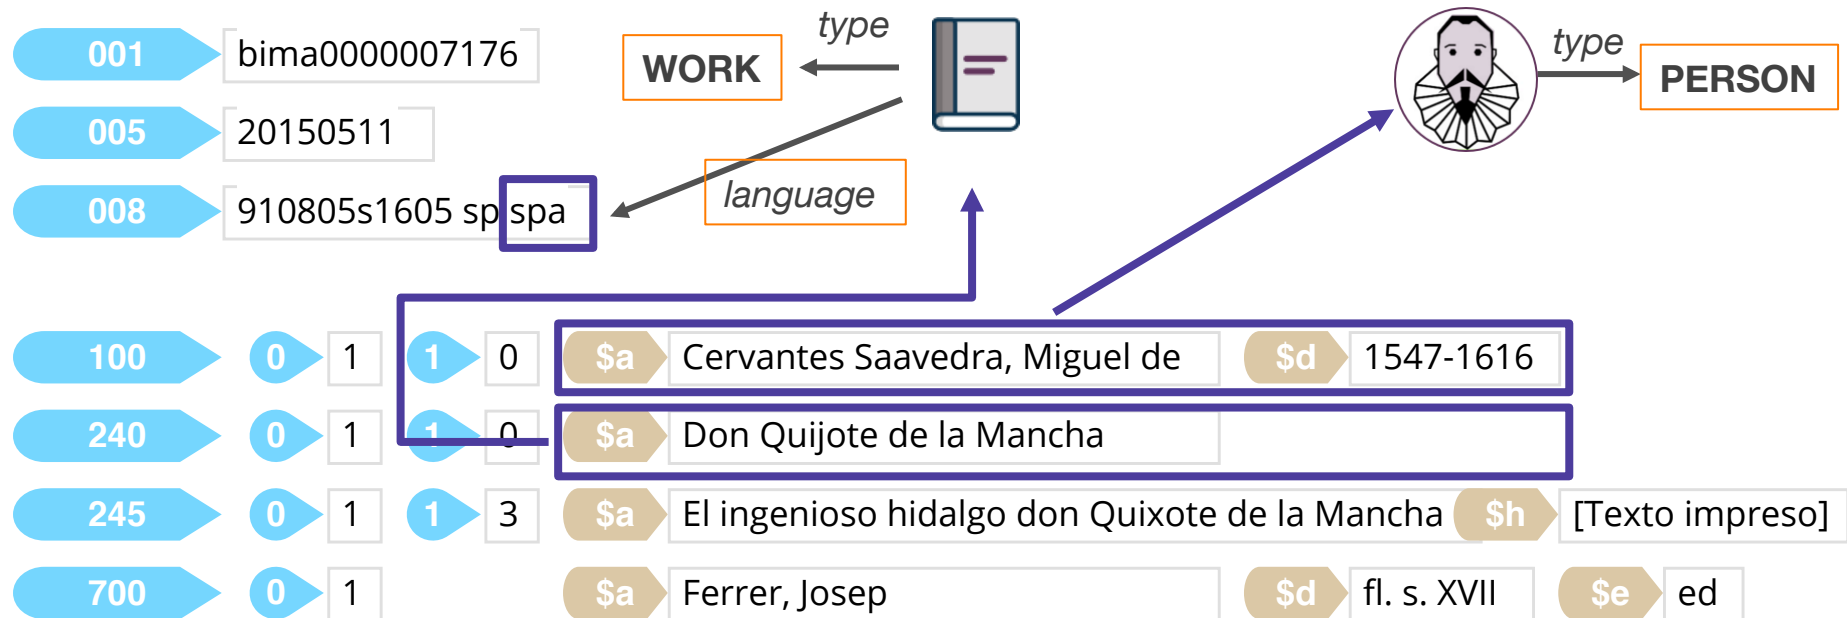 001 bima0000007176 WORK type type PERSON
005 20150511
008 910805s1605 sp spa language
100 0 1 1 0 $a Cervantes Saavedra, Miguel de $d 1547-1616
240 0 1 1 0 $a Don Quijote de la Mancha
245 0 1 1 3 $a El ingenioso hidalgo don Quixote de la Mancha $h [Texto impreso]
700 0 1 $a Ferrer, Josep $d fl. s. XVII $e ed